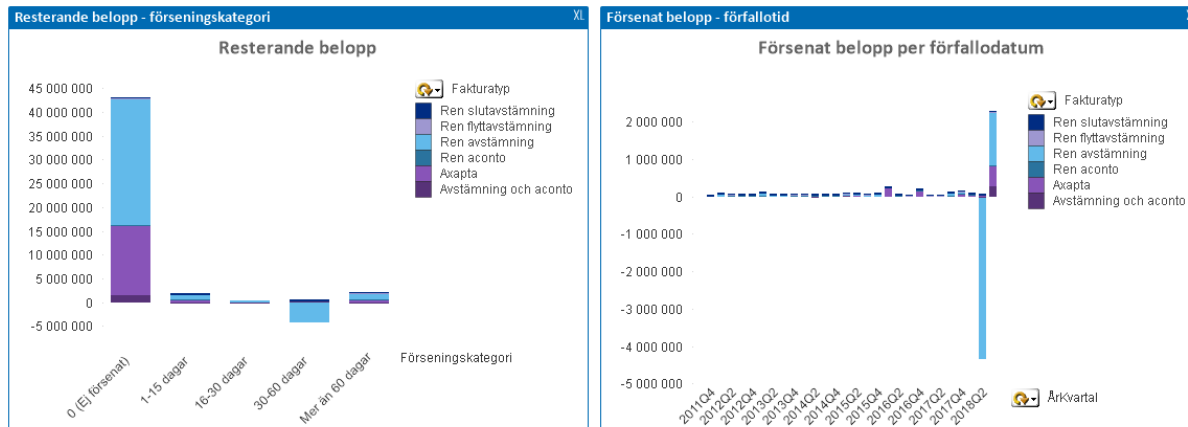 Resterande belopp - förseningskategori XL
Resterande belopp
45 000 000
40 000 000
35 000 000
30 000 000
25 000 000
20 000 000
15 000 000
10 000 000
5 000 000
0
-5 000 000
Fakturatyp
Ren slutavstämning
Ren flyttavstämning
Ren avstämning
Ren aconto
Axapta
Avstämning och aconto
0 (Ej försenat)
1-15 dagar
16-30 dagar
30-60 dagar
Mer än 60 dagar
Förseningskategori
Försenat belopp - förfallotid
Försenat belopp per förfallodatum
2 000 000
1 000 000
0
-1 000 000
-2 000 000
-3 000 000
-4 000 000
-5 000 000
Fakturatyp
Ren slutavstämning
Ren flyttavstämning
Ren avstämning
Ren aconto
Axapta
Avstämning och aconto
2011Q4
2012Q2
2012Q4
2013Q2
2013Q4
2014Q2
2014Q4
2015Q2
2015Q4
2016Q2
2016Q4
2017Q2
2017Q4
2018Q2
ÅrKvartal